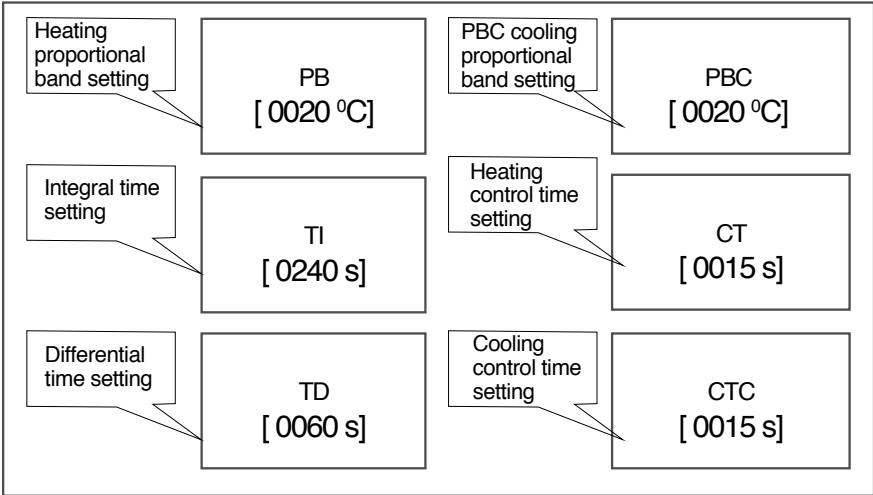 Heating
proportional
band setting
PB
[ 0020 ⁰C]
PBC cooling
proportional
band setting
PBC
[ 0020 ⁰C]
Integral time
setting
TI
[ 0240 s]
Heating
control time
setting
CT
[ 0015 s]
Differential
time setting
TD
[ 0060 s]
Cooling
control time
setting
CTC
[ 0015 s]